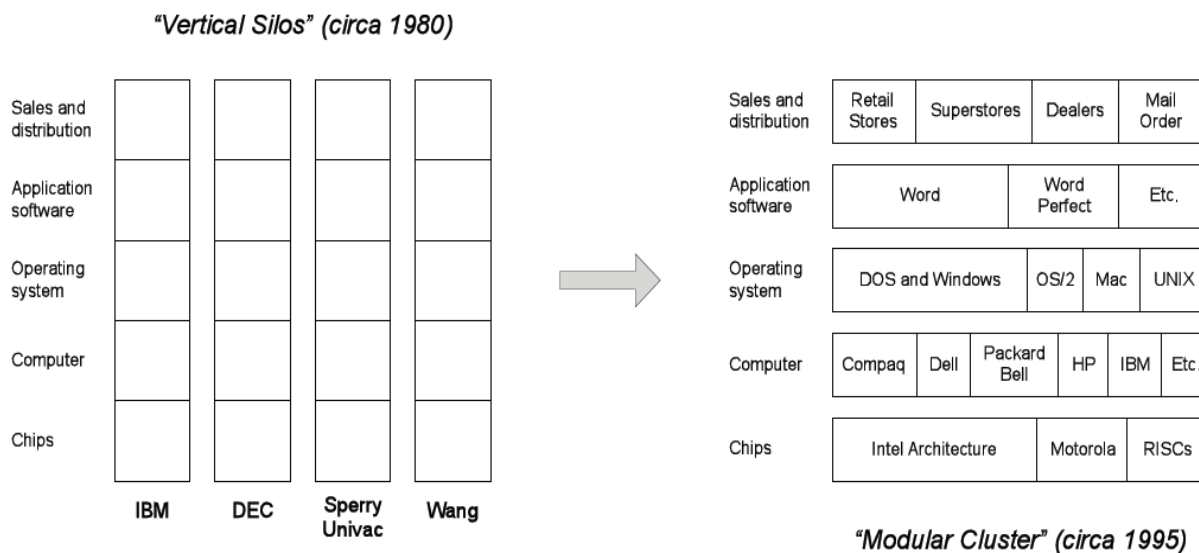 “Vertical Silos” (circa 1980)
Sales and
distribution
Application
software
Operating
system
Computer
Chips
IBM
DEC
Sperry
Univac
Wang
Sales and
distribution
Retail
Stores
Superstores
Dealers
Mail
Order
Application
software
Word
Word
Perfect
Etc.
Operating
system
DOS and Windows
OS/2
Mac
UNIX
Computer
Compaq
Dell
Packard
Bell
HP
IBM
Etc.
Chips
Intel Architecture
Motorola
RISCs
“Modular Cluster” (circa 1995)